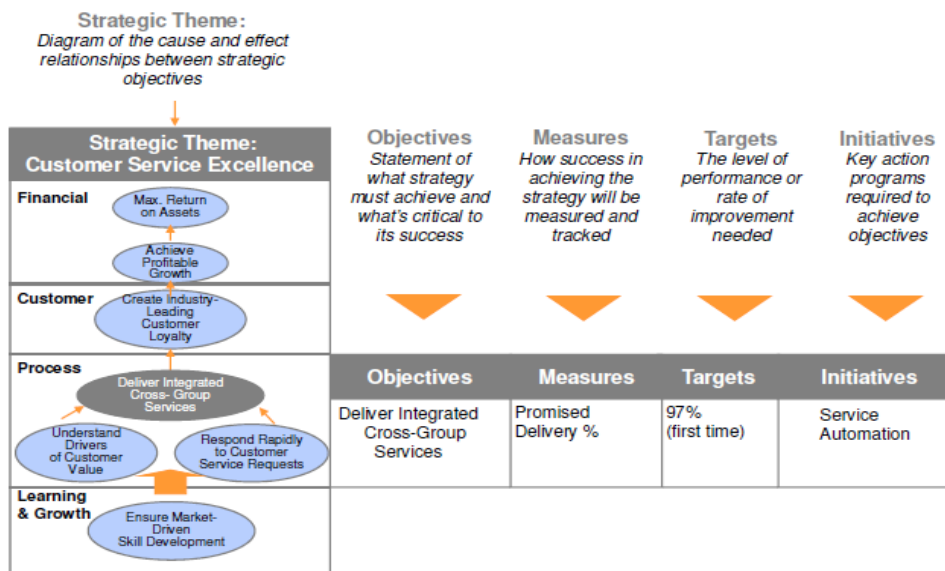 Strategic Theme:
Diagram of the cause and effect
relationships between strategic
objectives
Strategic Theme:
Customer Service Excellence
Financial
Max. Return
on Assets
Achieve
Profitable
Growth
Customer
Create Industry-
Leading
Customer
Loyalty
Process
Deliver Integrated
Cross- Group
Services
Understand
Drivers
of Customer
Value
Respond Rapidly
to Customer
Service Requests
Learning
& Growth
Ensure Market-
Driven
Skill Development
Objectives
Statement of
what strategy
must achieve and
what's critical to
its success
Measures
How success in
achieving the
strategy will be
measured and
tracked
Targets
The level of
performance or
rate of
improvement
needed
Initiatives
Key action
programs
required to
achieve
objectives
Objectives
Measures
Targets
Initiatives
Deliver Integrated
Cross-Group
Services
Promised
Delivery %
97%
(first time)
Service
Automation